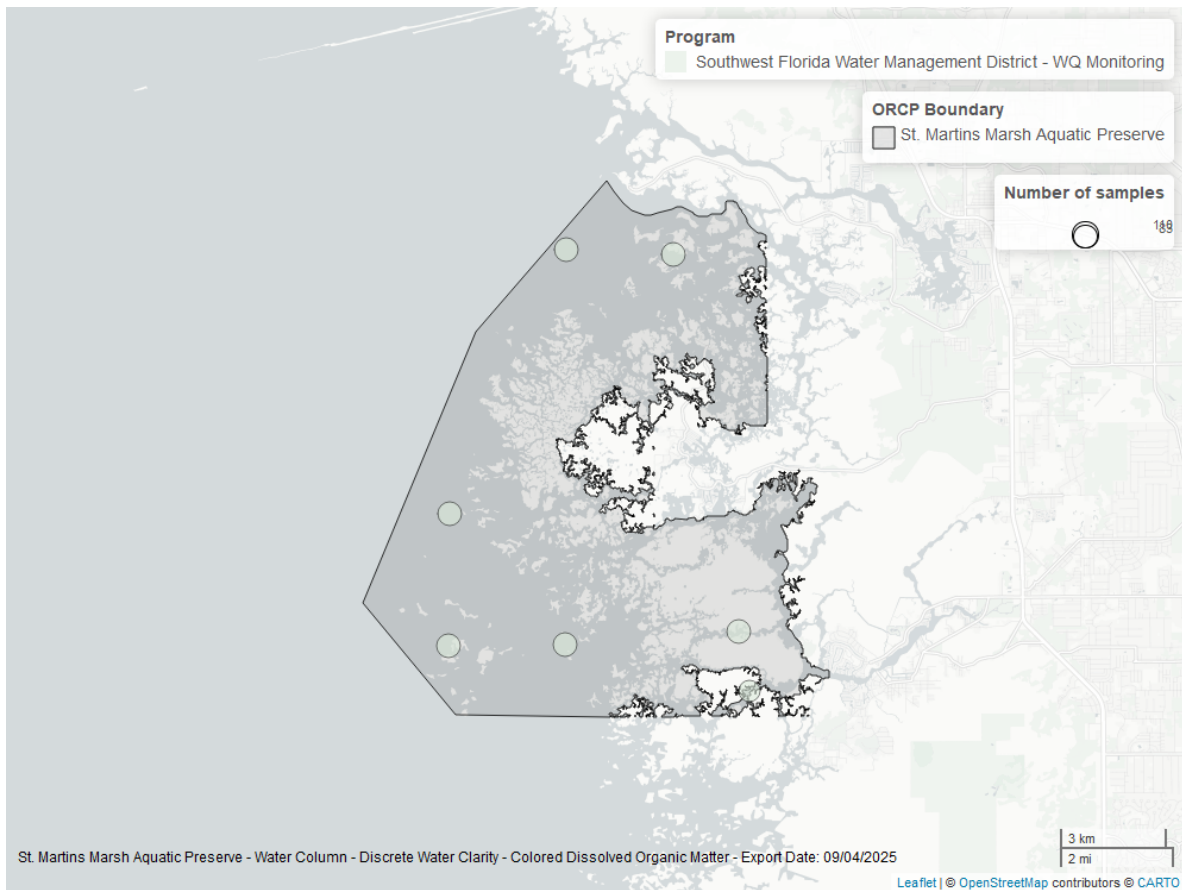 Program
Southwest Florida Water Management District - WQ Monitoring
ORCP Boundary
St. Martins Marsh Aquatic Preserve
Number of samples
3 km
2 mi
St. Martins Marsh Aquatic Preserve - Water Column - Discrete Water Clarity - Colored Dissolved Organic Matter - Export Date: 09/04/2025
Leaflet | © OpenStreetMap contributors © CARTO